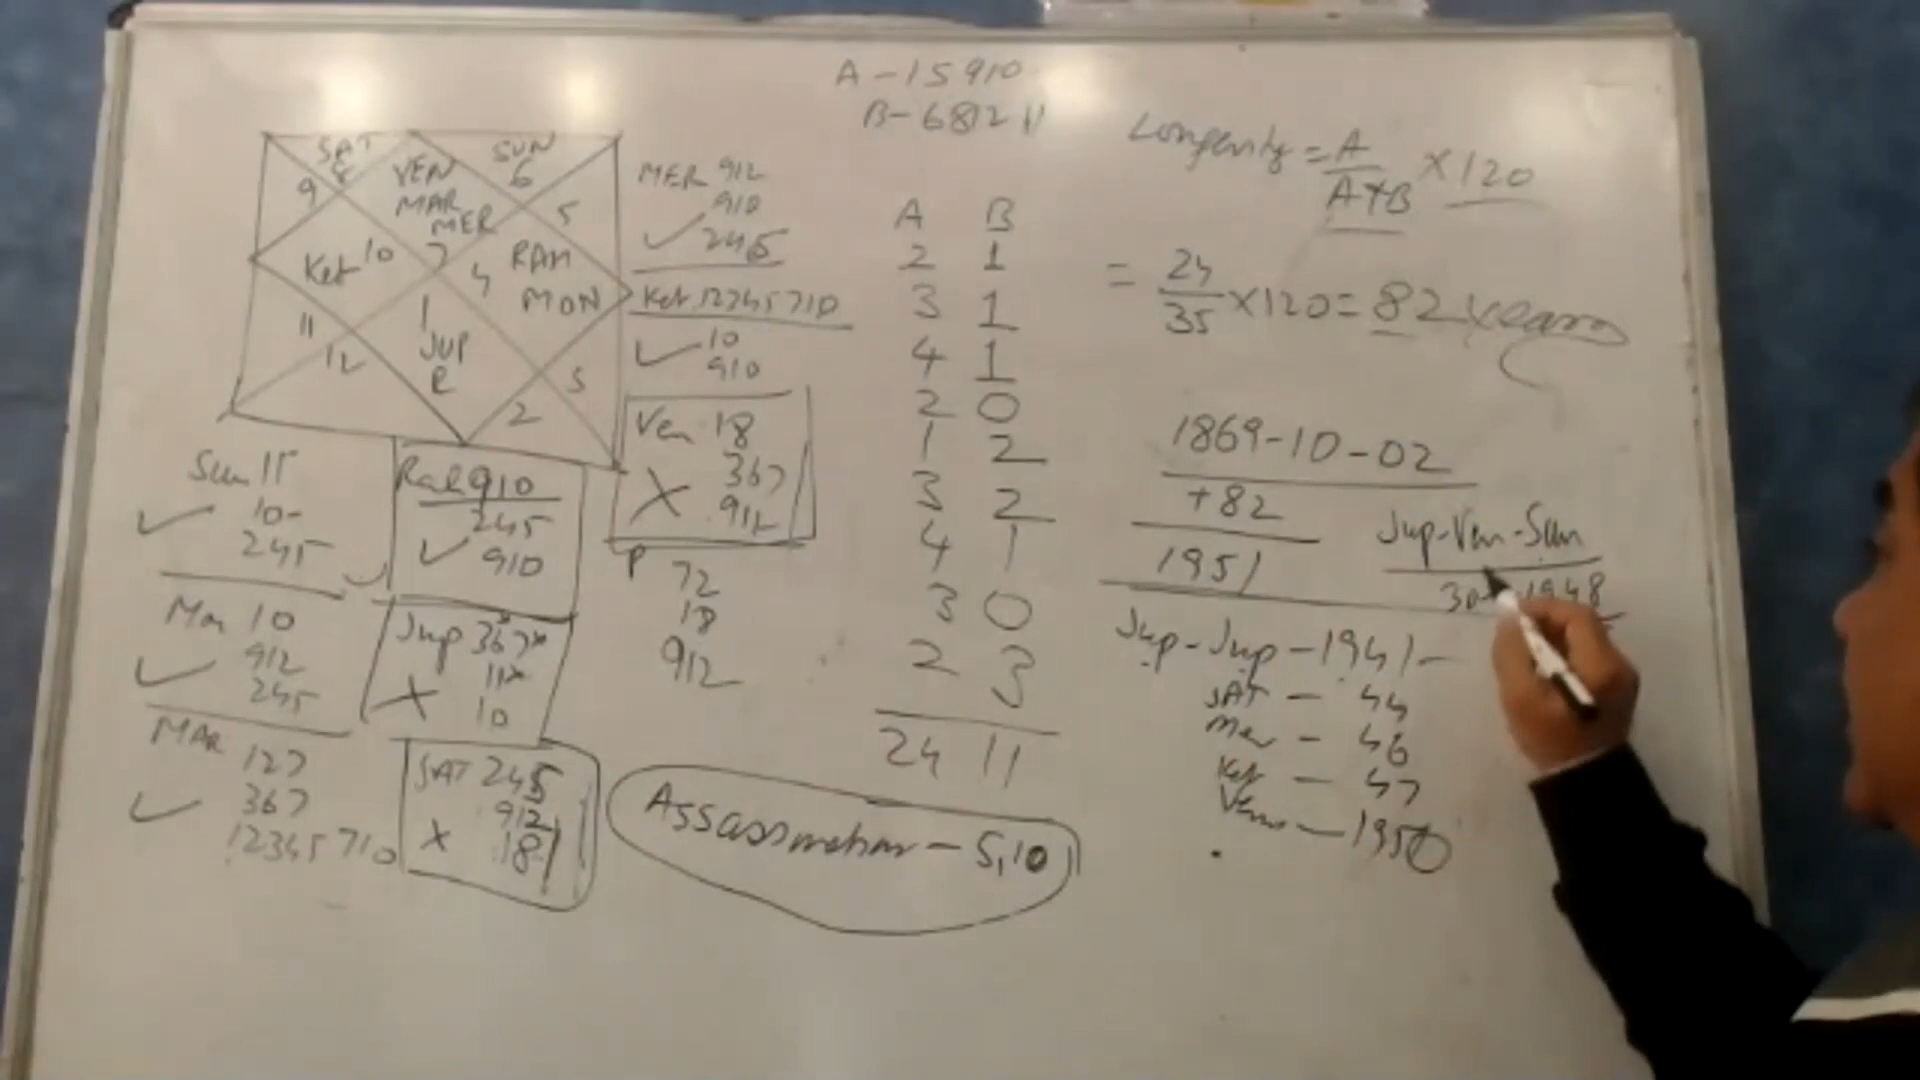 A - 15910
B - 681211
SAT
8
VEN
MAR
MER
7
SUN
6
9
5
Ket 10
4 RAH
MON
11
12
1
JUP
R
2
MER 912
910
245
Ket. 12345710
10
910
Ven 18
367
912
P 72
18
912
Sun 11
10
245
Mon 10
912
245
MAR 127
367
12345710
Rah 910
245
910
Jup 367
11
10
SAT 245
912
18
A B
2 1
3 1
4 1
2 0
1 2
3 2
4 1
3 0
2 3
24 11
Longevity = A/A+B × 120
= 24/35 × 120 = 82 years
1869-10-02
+82
1951
Jup-Ven-Sun
1948
Jup - Jup - 1941 -
SAT - 44
Mer - 46
Ket - 47
Venus - 1950
- 5,10